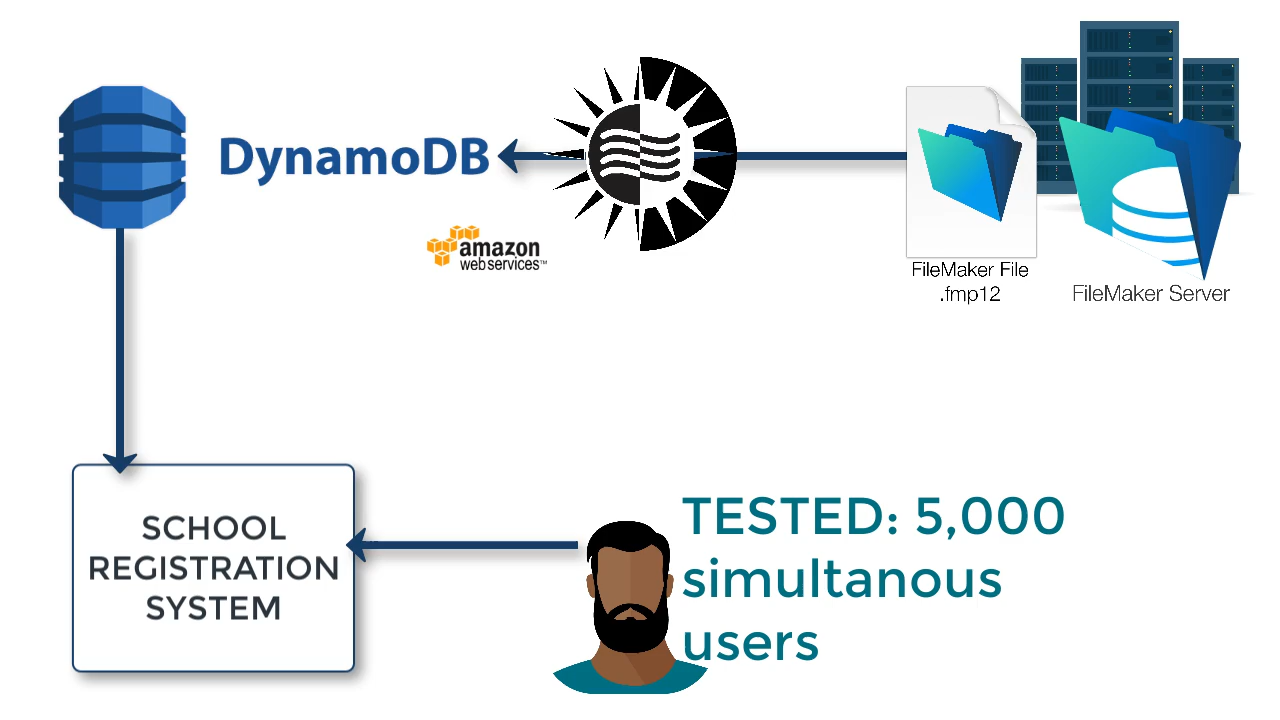 DynamoDB
amazon
webservices™
FileMaker File
.fmp12
FileMaker Server
SCHOOL
REGISTRATION
SYSTEM
TESTED: 5,000
simultanous
users